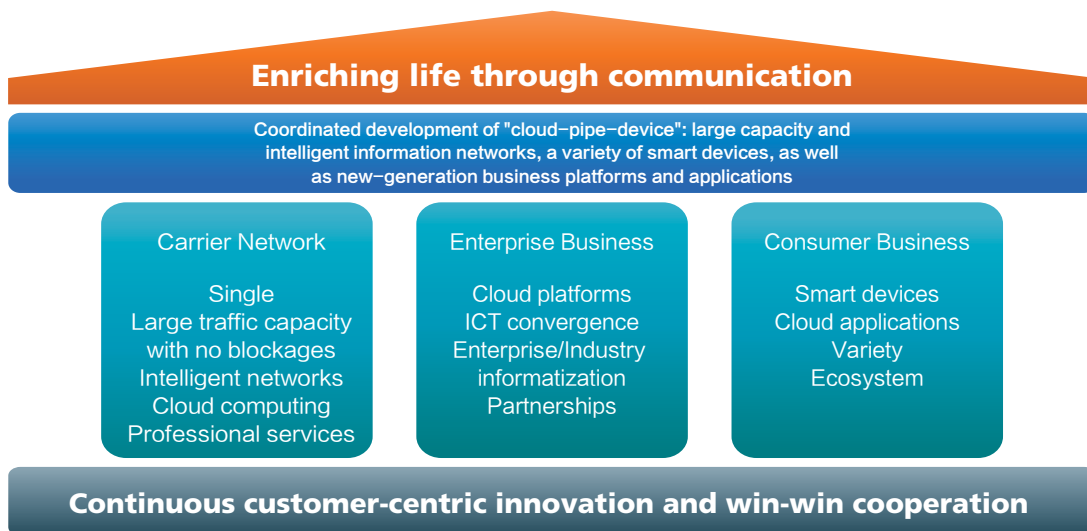 Enriching life through communication
Coordinated development of "cloud-pipe-device": large capacity and
intelligent information networks, a variety of smart devices, as well
as new-generation business platforms and applications
Carrier Network
Single
Large traffic capacity
with no blockages
Intelligent networks
Cloud computing
Professional services
Enterprise Business
Cloud platforms
ICT convergence
Enterprise/Industry
informatization
Partnerships
Consumer Business
Smart devices
Cloud applications
Variety
Ecosystem
Continuous customer-centric innovation and win-win cooperation